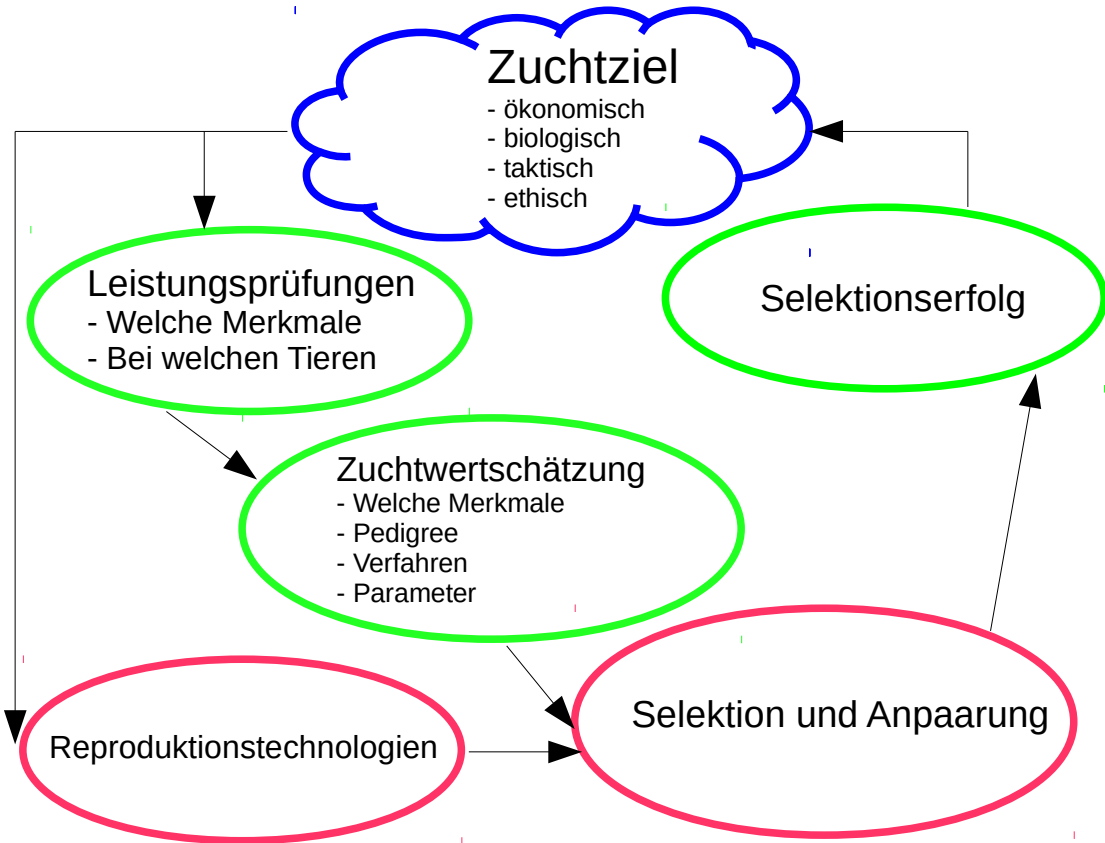 Zuchtziel
- ökonomisch
- biologisch
- taktisch
- ethisch
Leistungsprüfungen
- Welche Merkmale
- Bei welchen Tieren
Selektionserfolg
Zuchtwertschätzung
- Welche Merkmale
- Pedigree
- Verfahren
- Parameter
Selektion und Anpaarung
Reproduktionstechnologien